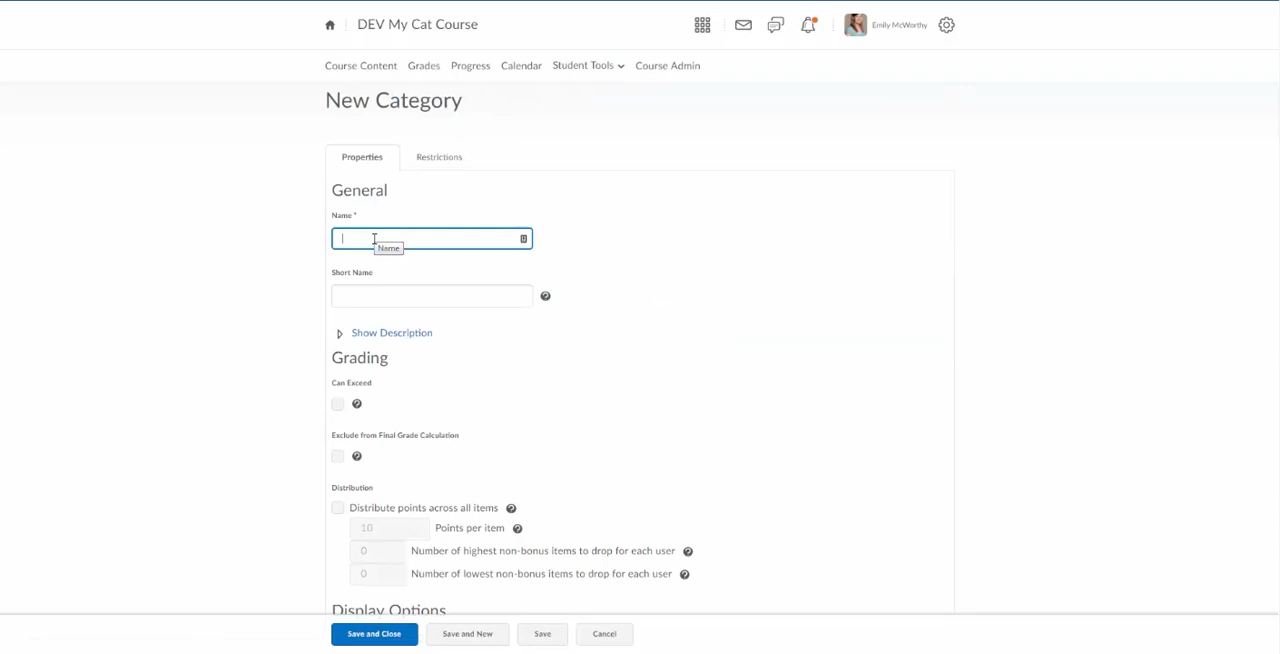 DEV My Cat Course
Emily McWorthy
Course Content Grades Progress Calendar Student Tools Course Admin
New Category
Properties Restrictions
General
Name *
Name
Short Name
Show Description
Grading
Can Exceed
Exclude from Final Grade Calculation
Distribution
Distribute points across all items
10 Points per item
0 Number of highest non-bonus items to drop for each user
0 Number of lowest non-bonus items to drop for each user
Display Options
Save and Close Save and New Save Cancel